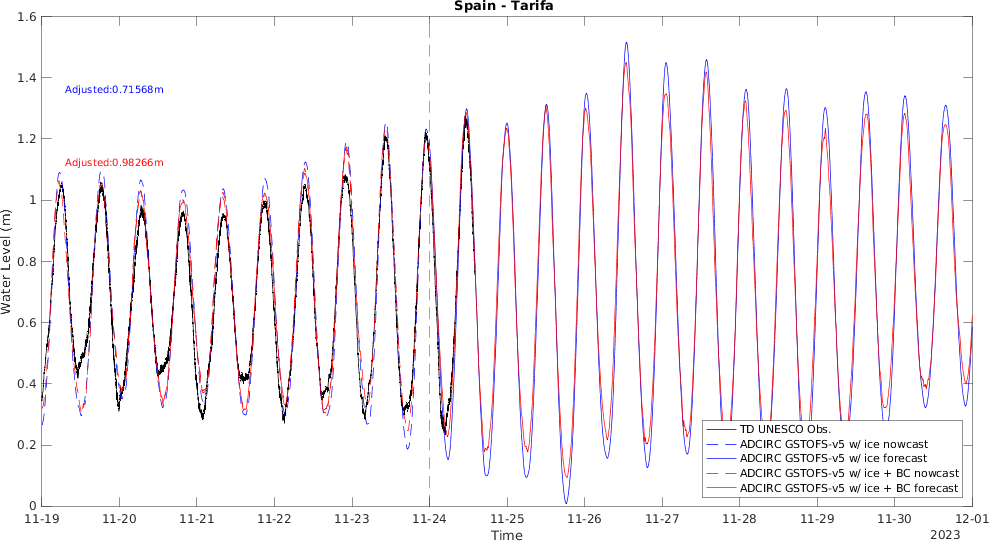 Spain - Tarifa
1.6
1.4
1.2
1
0.8
0.6
0.4
0.2
0
Water Level (m)
Adjusted:0.71568m
Adjusted:0.98266m
TD UNESCO Obs.
ADCIRC GSTOFS-v5 w/ ice nowcast
ADCIRC GSTOFS-v5 w/ ice forecast
ADCIRC GSTOFS-v5 w/ ice + BC nowcast
ADCIRC GSTOFS-v5 w/ ice + BC forecast
11-19 11-20 11-21 11-22 11-23 11-24 11-25 11-26 11-27 11-28 11-29 11-30 12-01
Time
2023